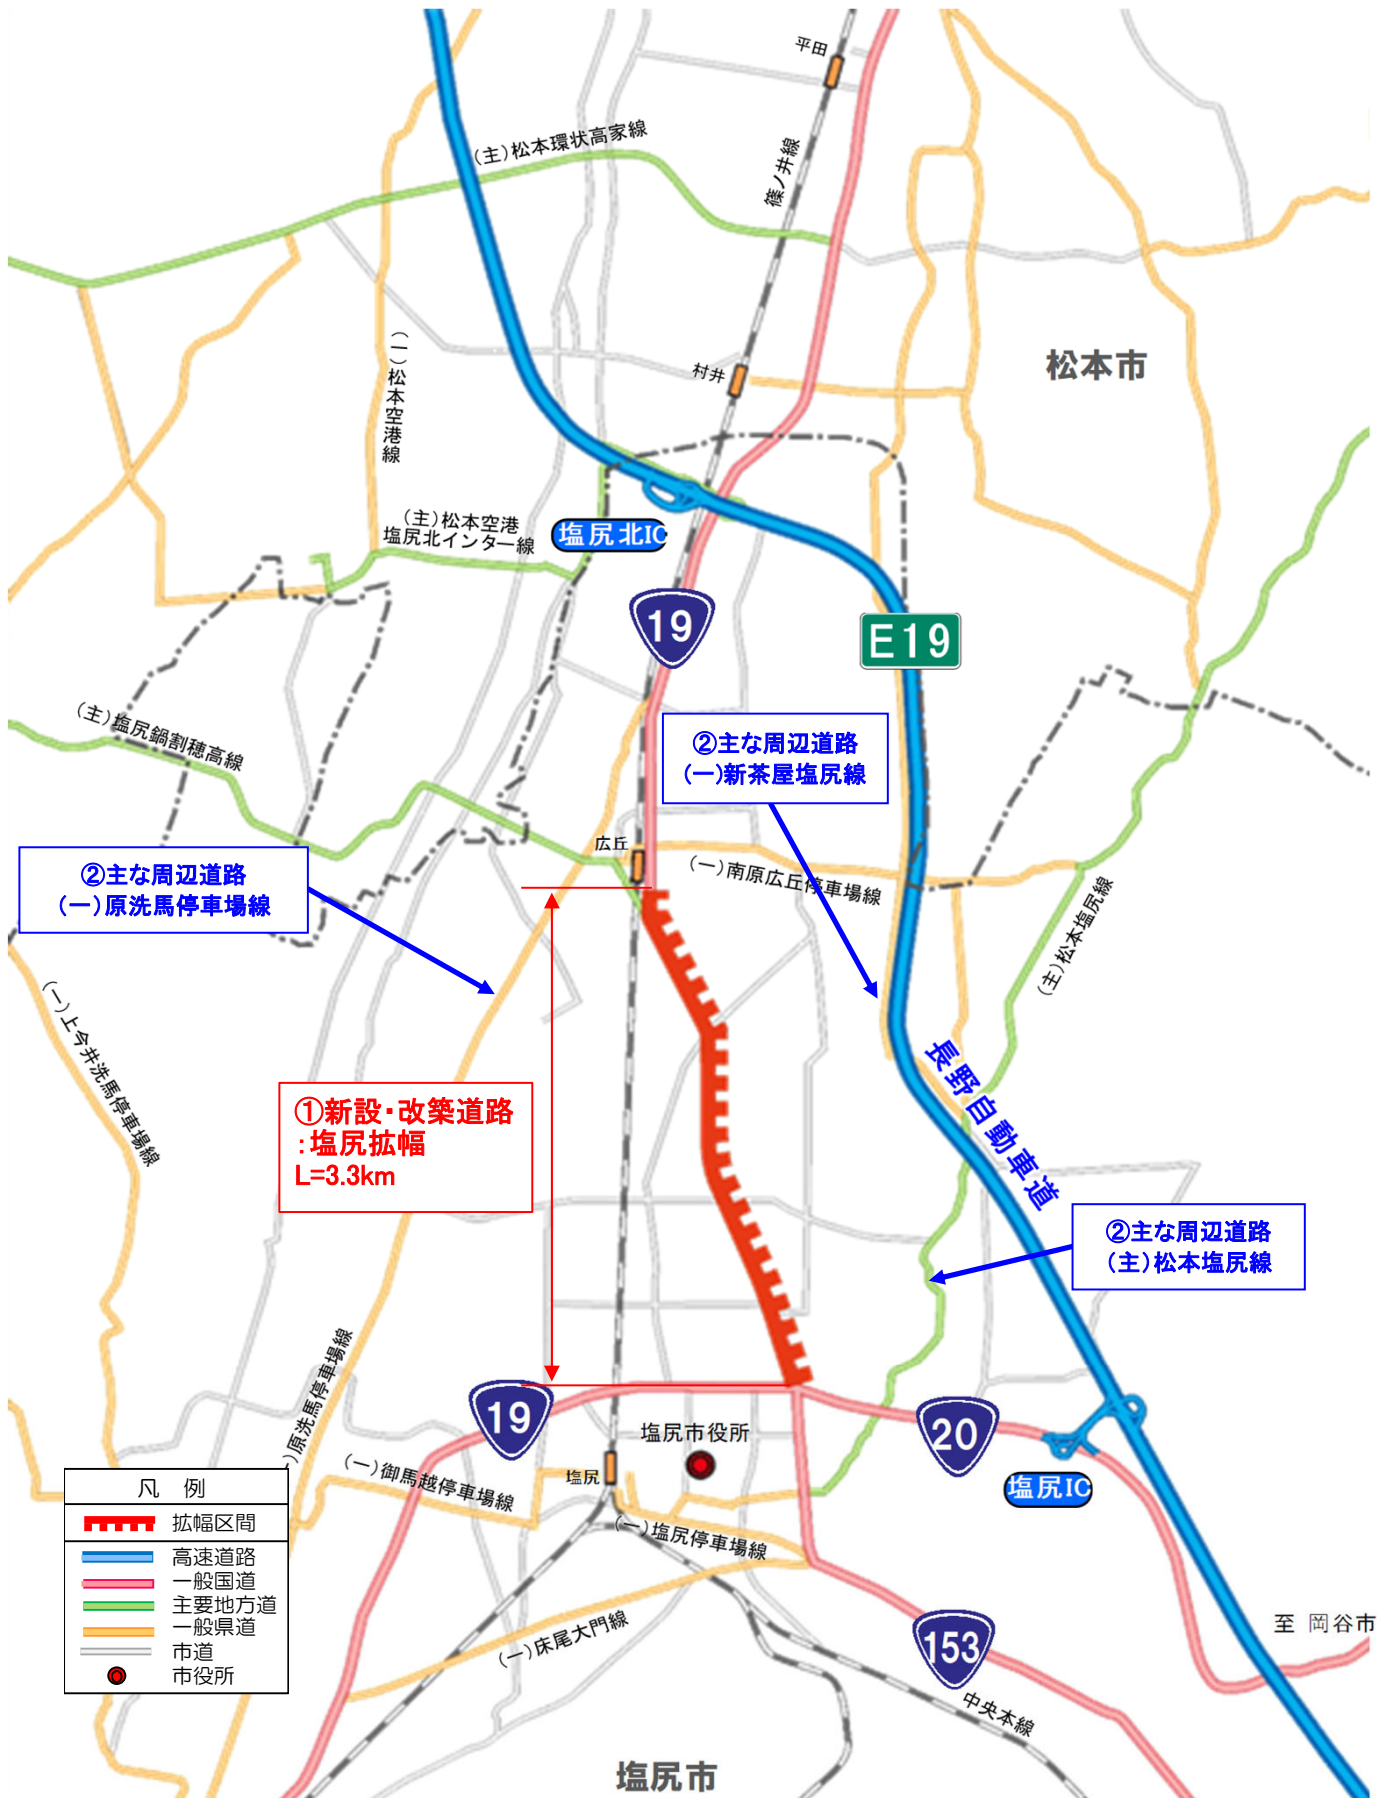 平田
(主)松本環状高家線
篠ノ井線
松本市
村井
(一)松本空港線
(主)松本空港
塩尻北インター線
塩尻北IC
19
E19
(主)塩尻鍋割穂高線
②主な周辺道路
(一)新茶屋塩尻線
広丘
(一)南原広丘停車場線
②主な周辺道路
(一)原洗馬停車場線
(主)松本塩尻線
(一)上今井洗馬停車場線
長野自動車道
①新設・改築道路
:塩尻拡幅
L=3.3km
②主な周辺道路
(主)松本塩尻線
(一)原洗馬停車場線
19
20
塩尻市役所
塩尻
塩尻IC
(一)御馬越停車場線
(一)塩尻停車場線
凡 例
拡幅区間
高速道路
一般国道
主要地方道
一般県道
市道
市役所
(一)床尾大門線
153
至 岡谷市
中央本線
塩尻市